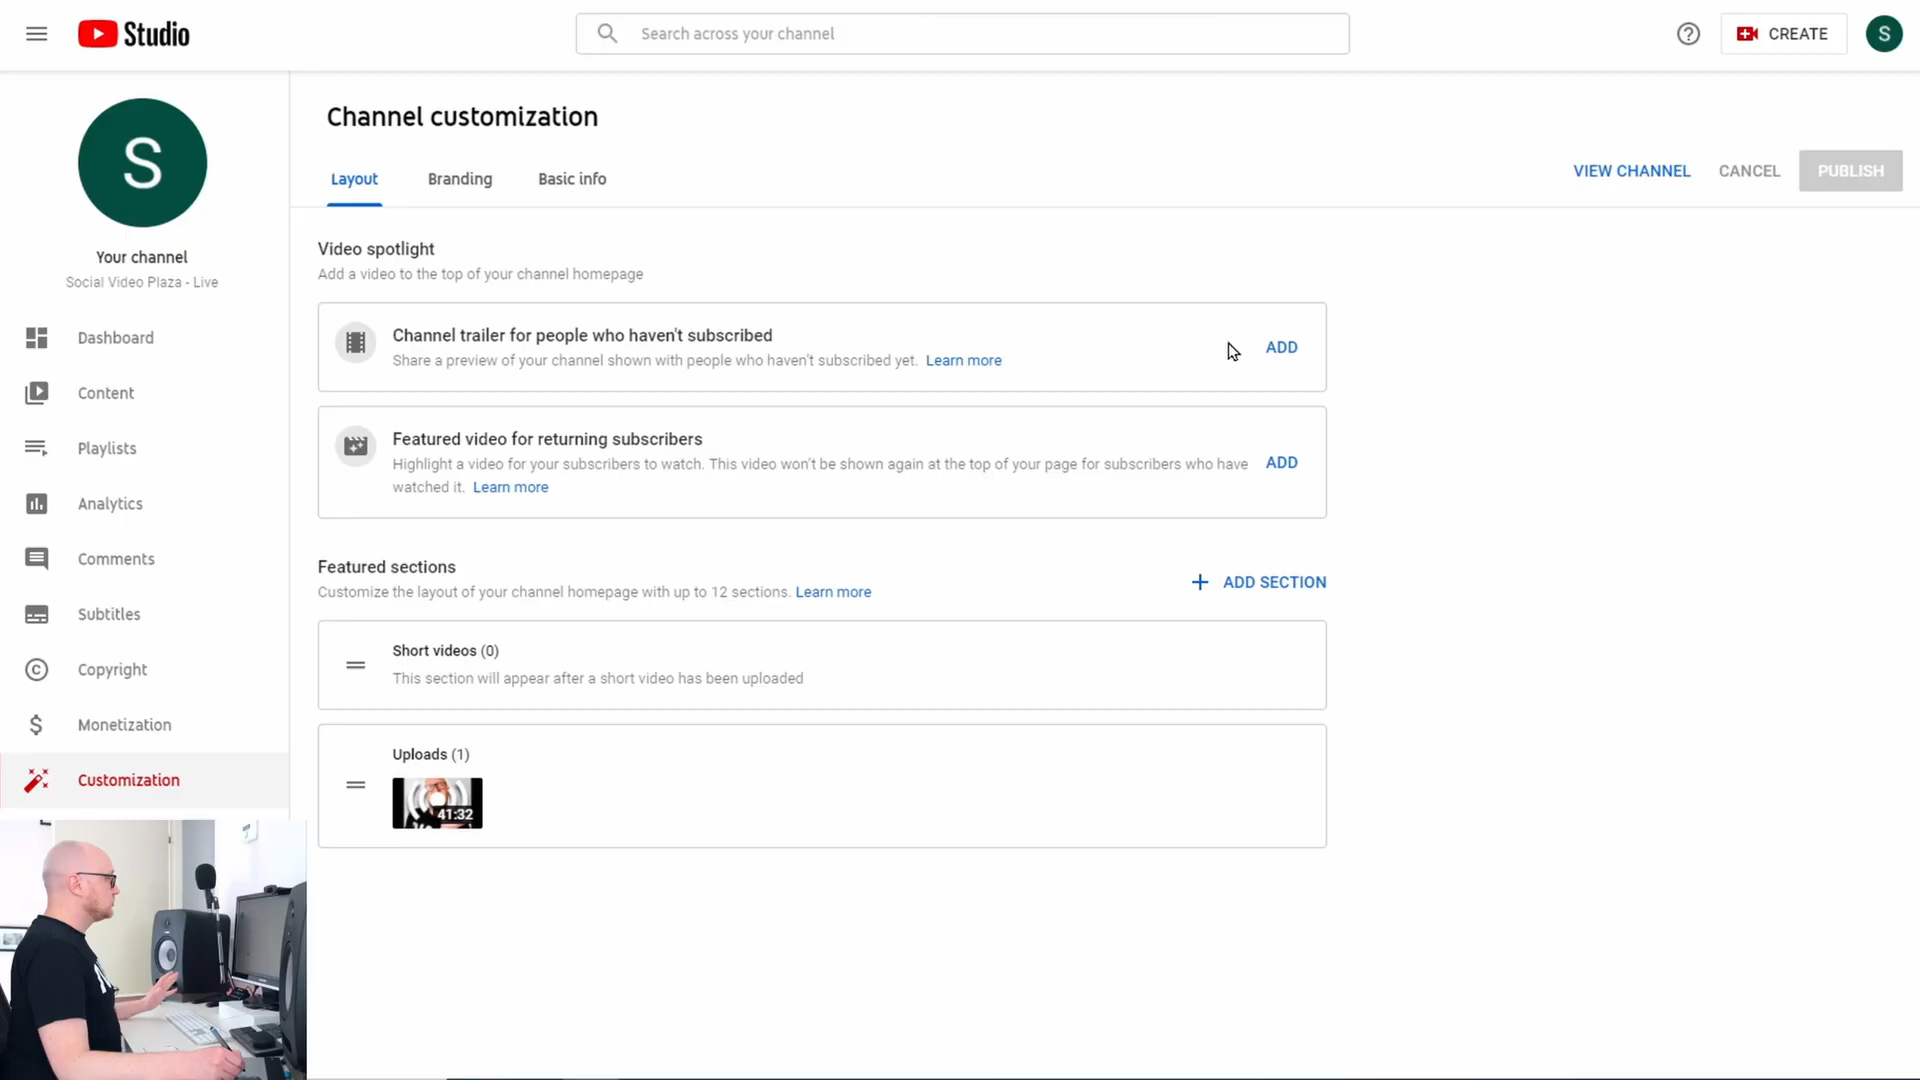 Studio
Search across your channel
CREATE
S
S
Your channel
Social Video Plaza - Live
Dashboard
Content
Playlists
Analytics
Comments
Subtitles
Copyright
Monetization
Customization
Channel customization
Layout
Branding
Basic info
VIEW CHANNEL
CANCEL
PUBLISH
Video spotlight
Add a video to the top of your channel homepage
Channel trailer for people who haven't subscribed
Share a preview of your channel shown with people who haven't subscribed yet. Learn more
ADD
Featured video for returning subscribers
Highlight a video for your subscribers to watch. This video won't be shown again at the top of your page for subscribers who have
watched it. Learn more
ADD
Featured sections
Customize the layout of your channel homepage with up to 12 sections. Learn more
ADD SECTION
Short videos (0)
This section will appear after a short video has been uploaded
Uploads (1)
41:32